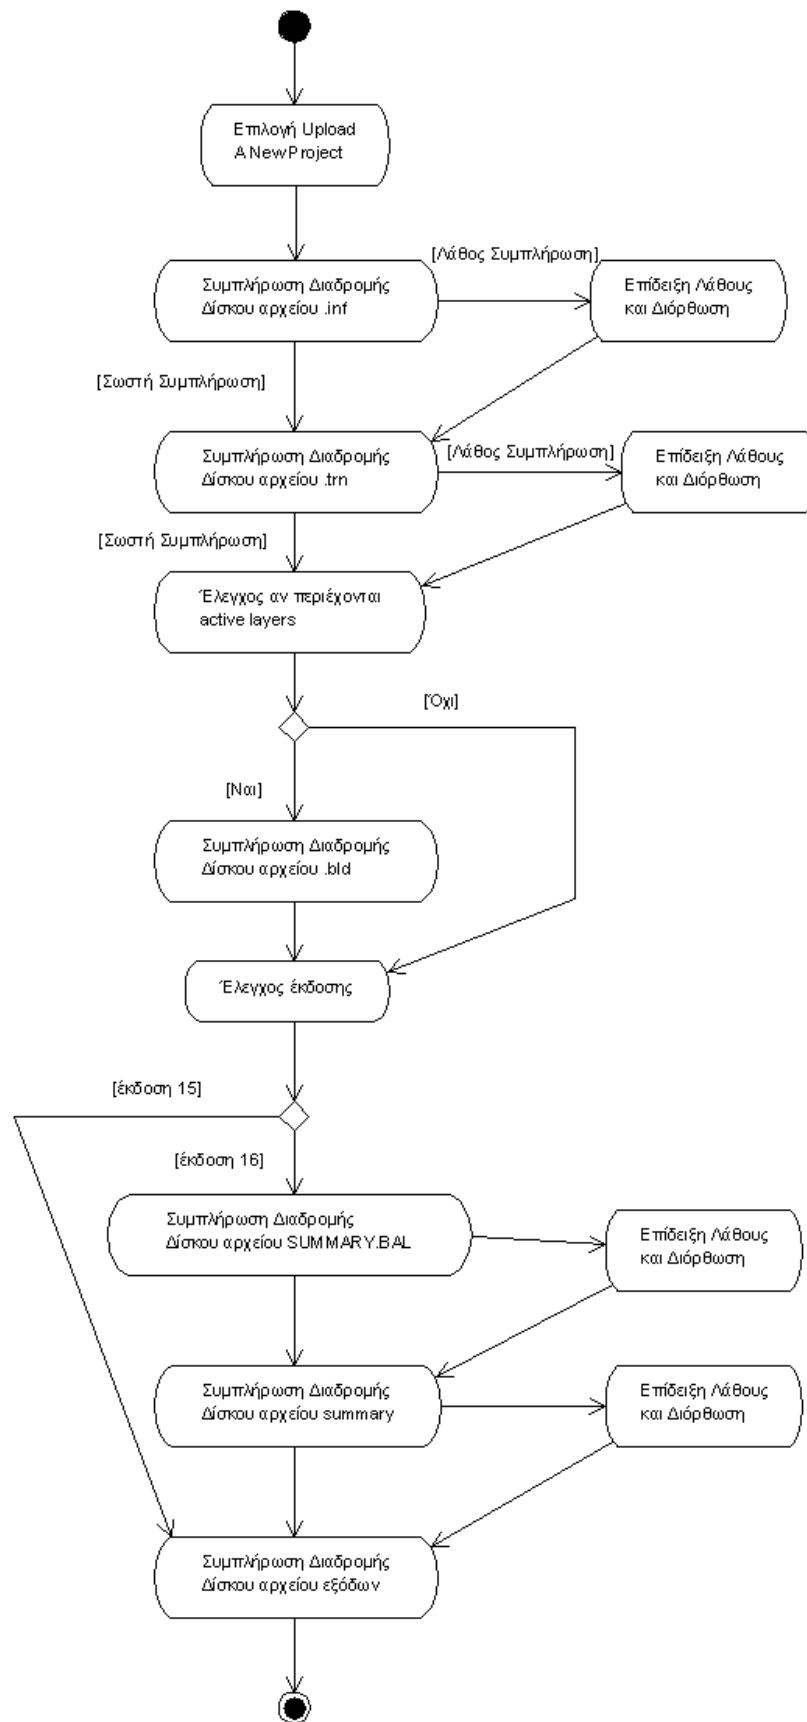 Επιλογή Upload
A New Project
[Λάθος Συμπλήρωση]
Συμπλήρωση Διαδρομής
Δίσκου αρχείου .inf
Επίδειξη Λάθους
και Διόρθωση
[Σωστή Συμπλήρωση]
Συμπλήρωση Διαδρομής
Δίσκου αρχείου .trn
[Λάθος Συμπλήρωση]
Επίδειξη Λάθους
και Διόρθωση
[Σωστή Συμπλήρωση]
Έλεγχος αν περιέχονται
active layers
[Όχι]
[Ναι]
Συμπλήρωση Διαδρομής
Δίσκου αρχείου .bld
Έλεγχος έκδοσης
[έκδοση 15]
[έκδοση 16]
Συμπλήρωση Διαδρομής
Δίσκου αρχείου SUMMARY.BAL
Επίδειξη Λάθους
και Διόρθωση
Συμπλήρωση Διαδρομής
Δίσκου αρχείου summary
Επίδειξη Λάθους
και Διόρθωση
Συμπλήρωση Διαδρομής
Δίσκου αρχείου εξόδων